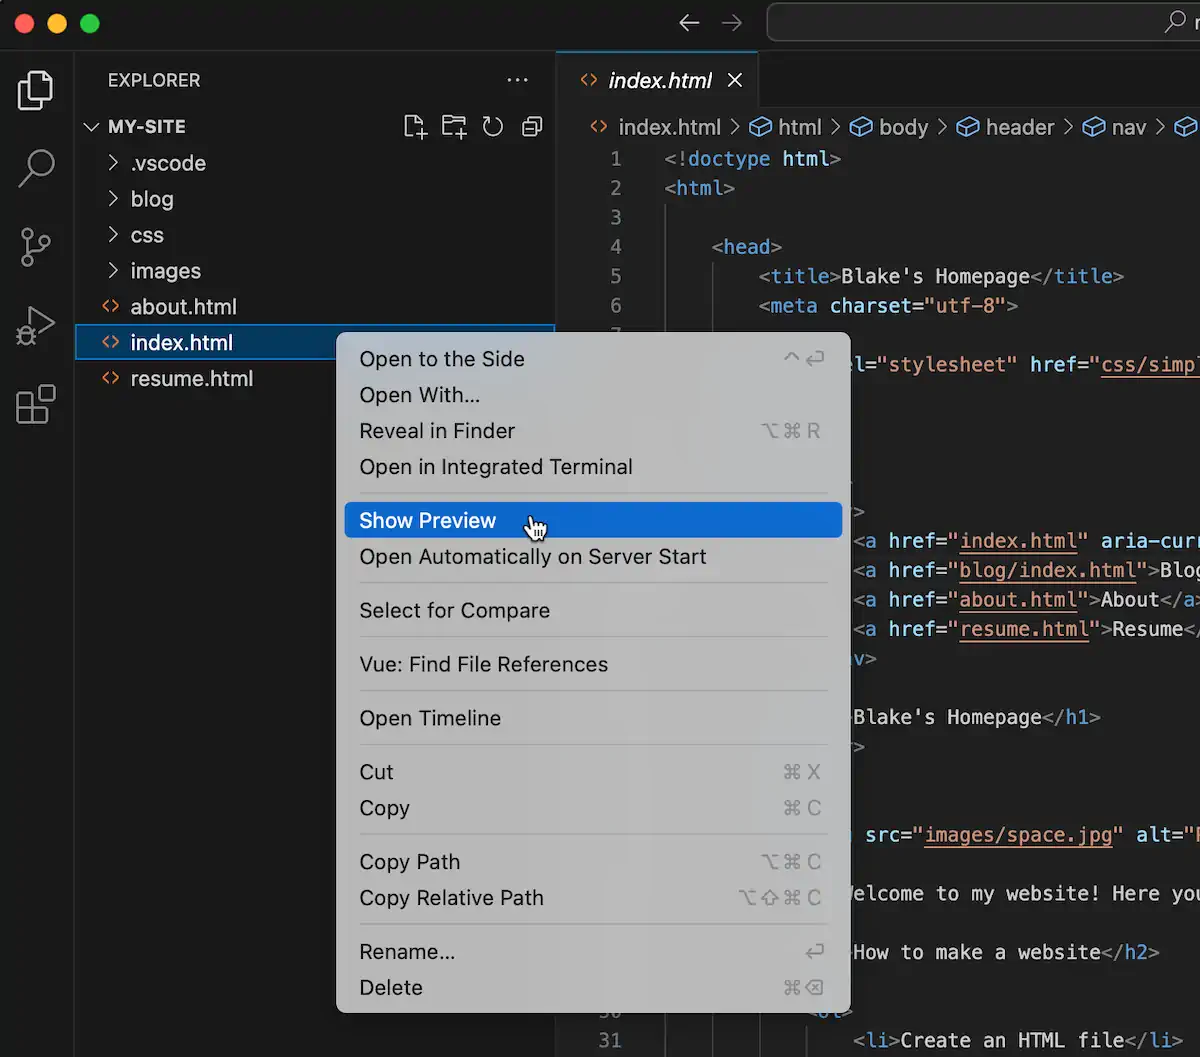 EXPLORER
MY-SITE
.vscode
blog
css
images
about.html
index.html
resume.html
index.html
index.html > html > body > header > nav >
1 <!doctype html>
2 <html>
3
4 <head>
5 <title>Blake's Homepage</title>
6 <meta charset="utf-8">
="stylesheet" href="css/simp
>
<a href="index.html" aria-curr
<a href="blog/index.html">Blog
<a href="about.html">About</a>
<a href="resume.html">Resume</
v>
Blake's Homepage</h1>
>
src="images/space.jpg" alt="
elcome to my website! Here you
How to make a website</h2>
31 <li>Create an HTML file</li>
Open to the Side ⌃ ↩
Open With...
Reveal in Finder ⌥ ⌘ R
Open in Integrated Terminal
Show Preview
Open Automatically on Server Start
Select for Compare
Vue: Find File References
Open Timeline
Cut ⌘ X
Copy ⌘ C
Copy Path ⌥ ⌘ C
Copy Relative Path ⌥ ⇧ ⌘ C
Rename... ↩
Delete ⌘ ⌫